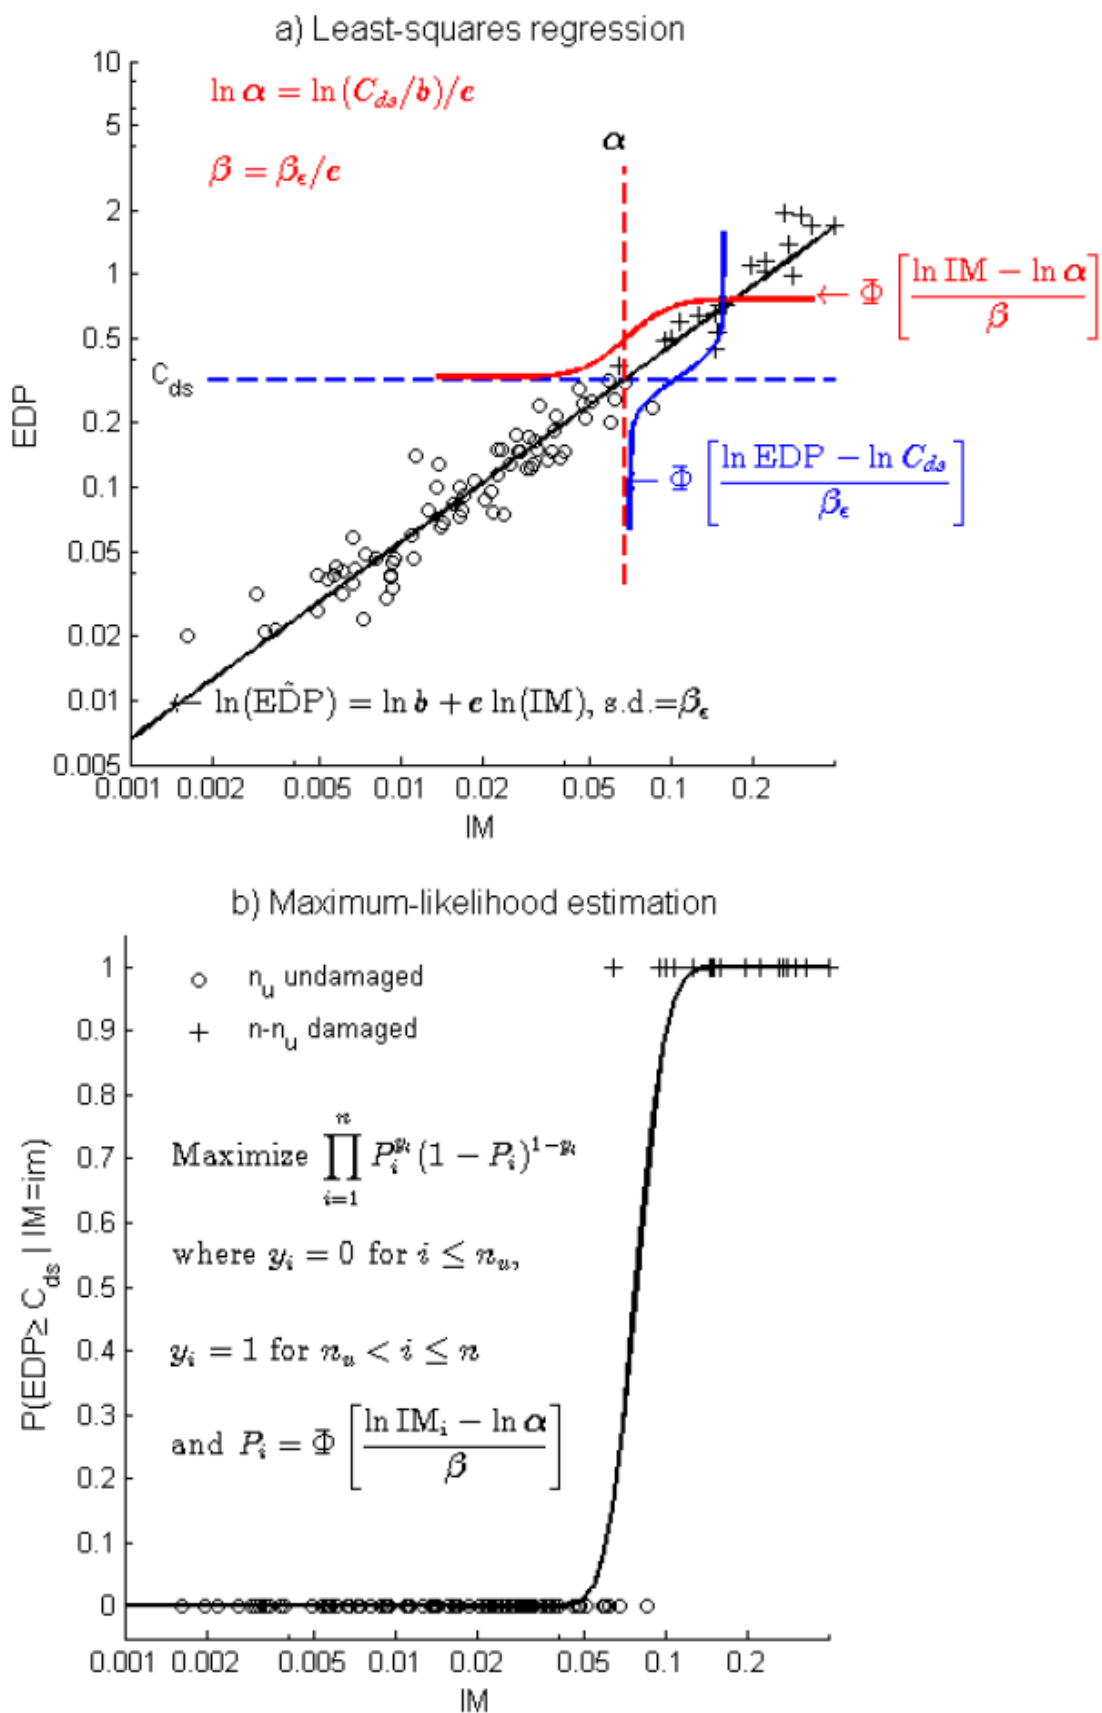 a) Least-squares regression
10
ln α = ln (C_ds/b)/c
5
α
β = β_ϵ/c
2
1
← Φ [ (ln IM − ln α) / β ]
0.5
C_ds
EDP
0.2
← Φ [ (ln EDP − ln C_ds) / β_ϵ ]
0.1
0.05
0.02
0.01
ln(ED̂P) = ln b + c ln(IM), s.d.=β_ϵ
0.005
0.001 0.002 0.005 0.01 0.02 0.05 0.1 0.2
IM
b) Maximum-likelihood estimation
1
n_u undamaged
0.9
n-n_u damaged
0.8
Maximize ∏_{i=1}^{n} P_i^{y_i} (1 − P_i)^{1−y_i}
0.7
0.6
where y_i = 0 for i ≤ n_u,
P(EDP≥ C_ds | IM=im)
0.5
0.4
y_i = 1 for n_u < i ≤ n
0.3
and P_i = Φ [ (ln IM_i − ln α) / β ]
0.2
0.1
0
0.001 0.002 0.005 0.01 0.02 0.05 0.1 0.2
IM